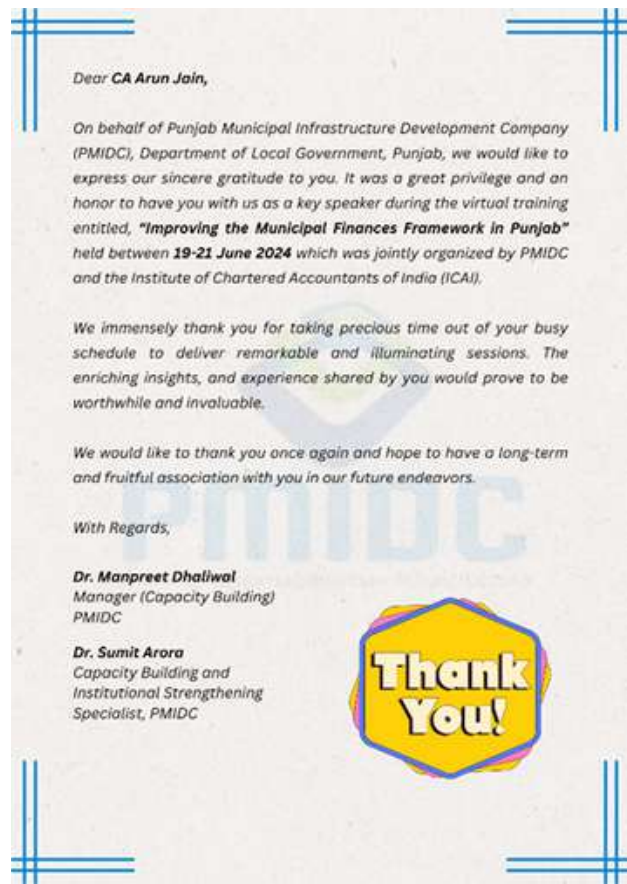 Dear CA Arun Jain,
On behalf of Punjab Municipal Infrastructure Development Company
(PMIDC), Department of Local Government, Punjab, we would like to
express our sincere gratitude to you. It was a great privilege and an
honor to have you with us as a key speaker during the virtual training
entitled, “Improving the Municipal Finances Framework in Punjab”
held between 19-21 June 2024 which was jointly organized by PMIDC
and the Institute of Chartered Accountants of India (ICAI).
We immensely thank you for taking precious time out of your busy
schedule to deliver remarkable and illuminating sessions. The
enriching insights, and experience shared by you would prove to be
worthwhile and invaluable.
We would like to thank you once again and hope to have a long-term
and fruitful association with you in our future endeavors.
PMIDC
With Regards,
Dr. Manpreet Dhaliwal
Manager (Capacity Building)
PMIDC
Dr. Sumit Arora
Capacity Building and
Institutional Strengthening
Specialist, PMIDC
Thank
You!